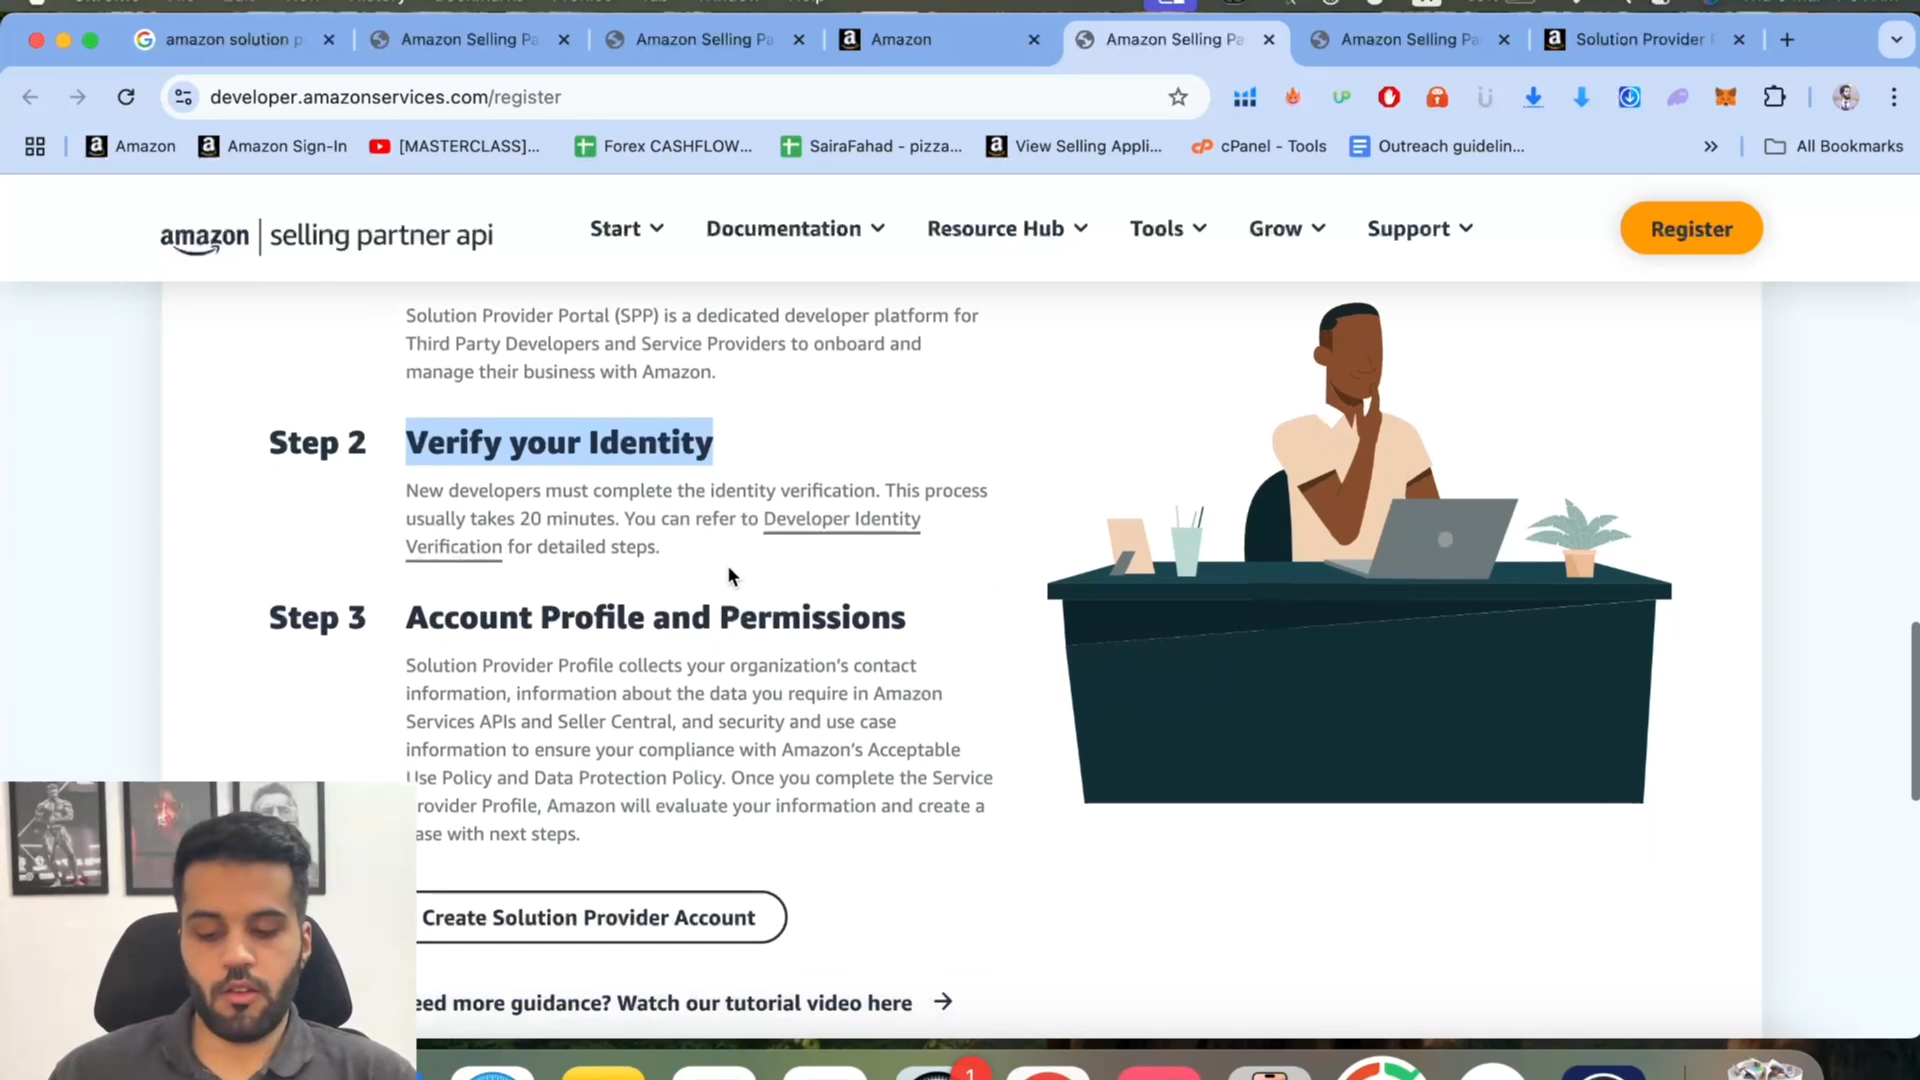 amazon solution p
Amazon Selling Pa
Amazon Selling Pa
Amazon
Amazon Selling Pa
Amazon Selling Pa
Solution Provider
developer.amazonservices.com/register
Amazon
Amazon Sign-In
[MASTERCLASS]...
Forex CASHFLOW...
SairaFahad - pizza...
View Selling Appli...
cPanel - Tools
Outreach guidelin...
All Bookmarks
amazon | selling partner api
Start
Documentation
Resource Hub
Tools
Grow
Support
Register
Solution Provider Portal (SPP) is a dedicated developer platform for
Third Party Developers and Service Providers to onboard and
manage their business with Amazon.
Step 2 Verify your Identity
New developers must complete the identity verification. This process
usually takes 20 minutes. You can refer to Developer Identity
Verification for detailed steps.
Step 3 Account Profile and Permissions
Solution Provider Profile collects your organization's contact
information, information about the data you require in Amazon
Services APIs and Seller Central, and security and use case
information to ensure your compliance with Amazon's Acceptable
Use Policy and Data Protection Policy. Once you complete the Service
rovider Profile, Amazon will evaluate your information and create a
ase with next steps.
Create Solution Provider Account
eed more guidance? Watch our tutorial video here →
1